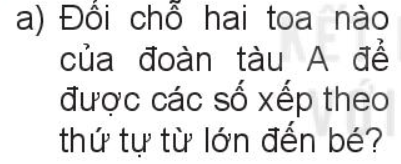 a) Đổi chỗ hai toa nào
của đoàn tàu A để
được các số xếp theo
thứ tự từ lớn đến bé?